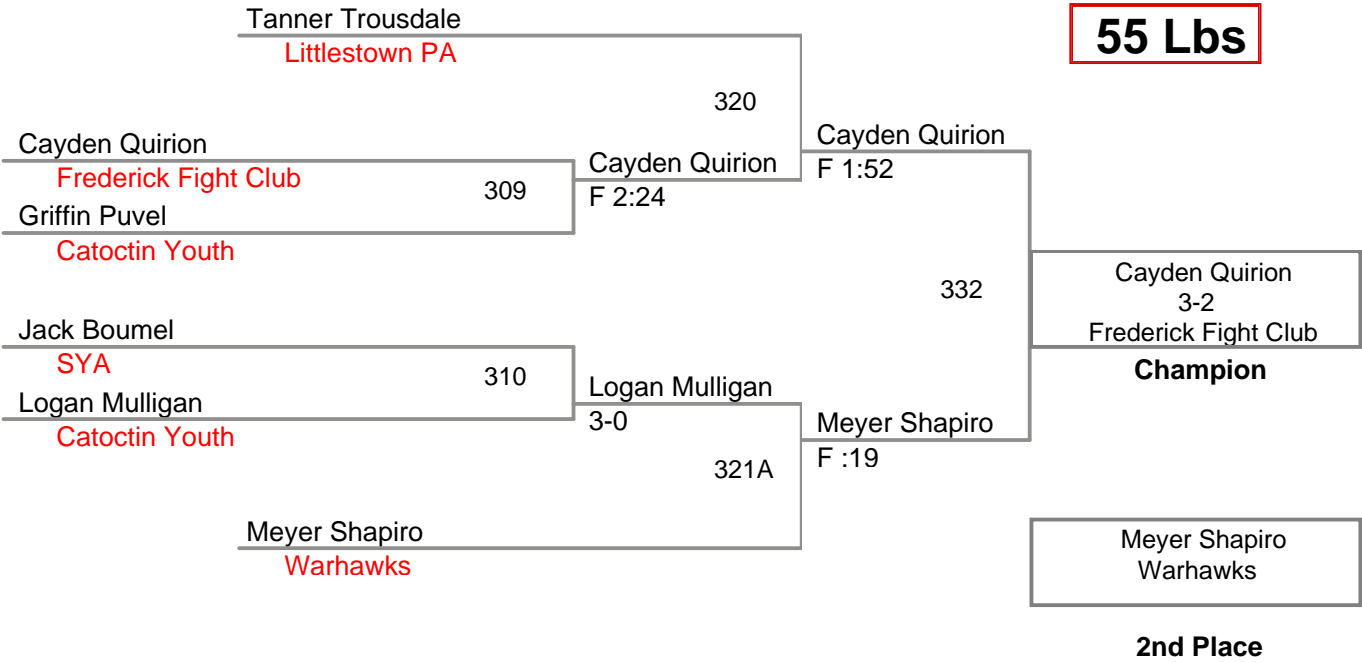 Tanner Trousdale
Littlestown PA
55 Lbs
320
Cayden Quirion
Frederick Fight Club
309
Griffin Puvel
Catoctin Youth
Cayden Quirion
F 2:24
Cayden Quirion
F 1:52
332
Cayden Quirion
3-2
Frederick Fight Club
Champion
Jack Boumel
SYA
310
Logan Mulligan
Catoctin Youth
Logan Mulligan
3-0
321A
Meyer Shapiro
F :19
Meyer Shapiro
Warhawks
Meyer Shapiro
Warhawks
2nd Place